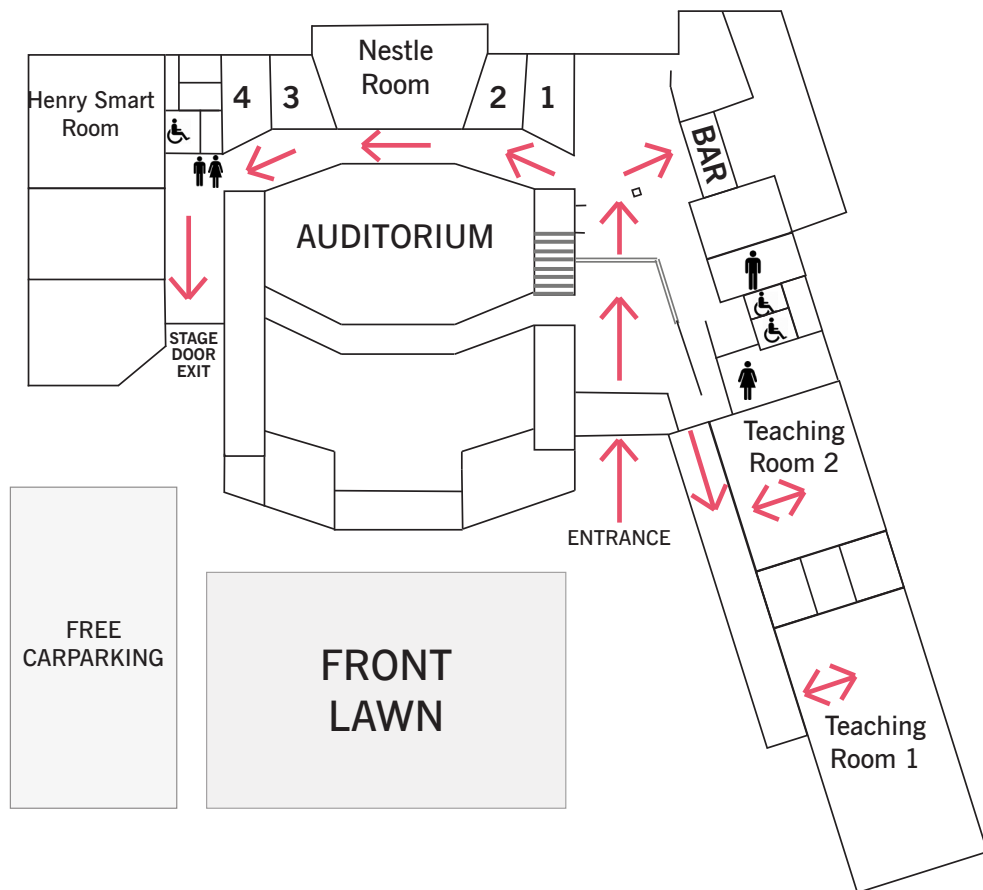 Nestle
Room
4
3
2
1
Henry Smart
Room
BAR
AUDITORIUM
STAGE
DOOR
EXIT
Teaching
Room 2
ENTRANCE
FREE
CARPARKING
FRONT
LAWN
Teaching
Room 1